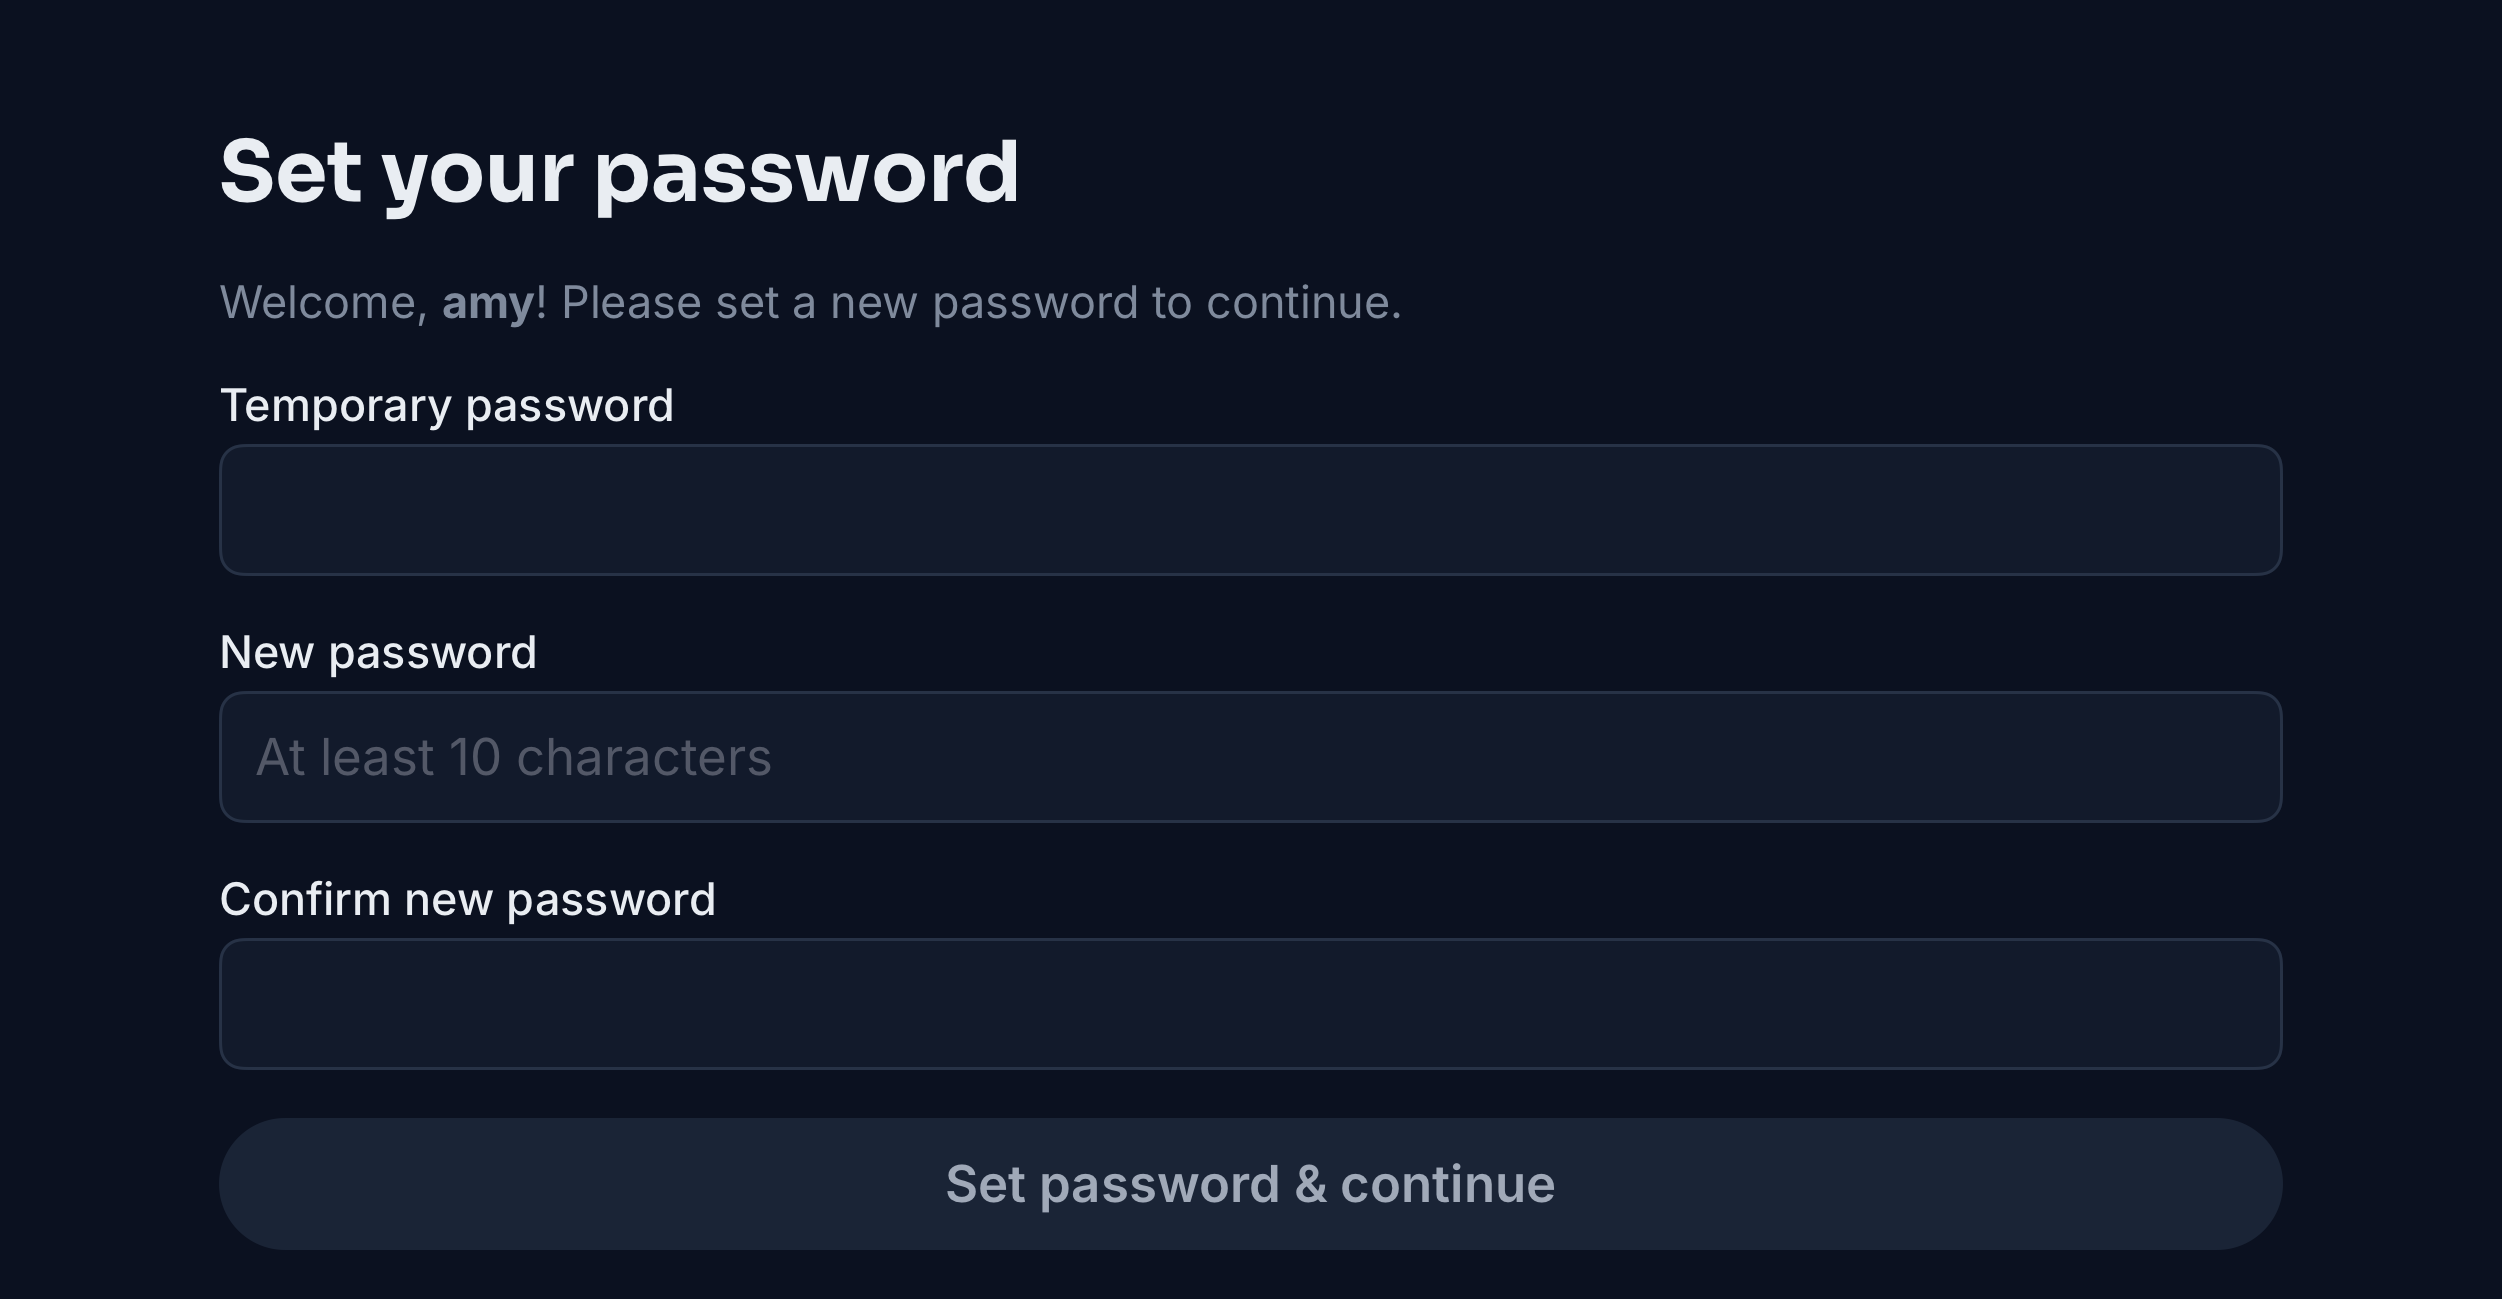 Set your password
Welcome, amy! Please set a new password to continue.
Temporary password
New password
At least 10 characters
Confirm new password
Set password & continue